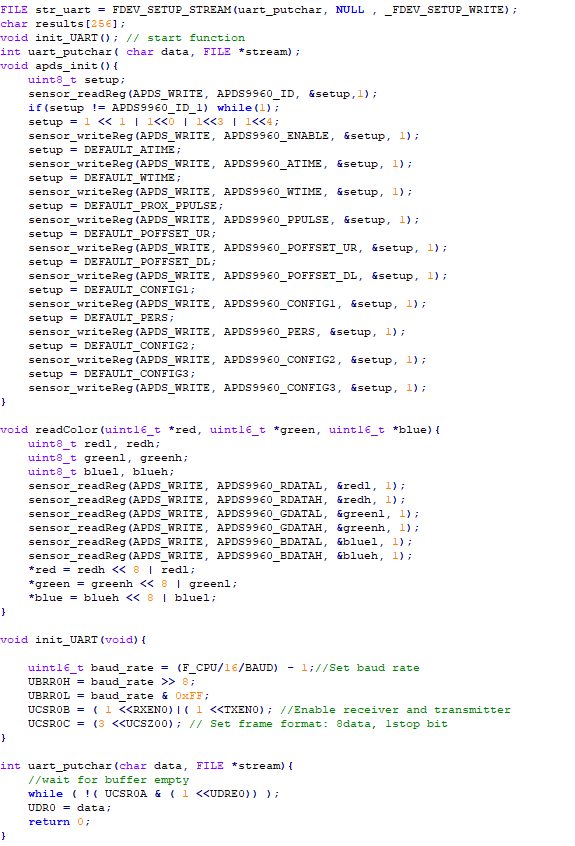 FILE str_uart = FDEV_SETUP_STREAM(uart_putchar, NULL , _FDEV_SETUP_WRITE);
char results[256];
void init_UART(); // start function
int uart_putchar( char data, FILE *stream);
void apds_init(){
    uint8_t setup;
    sensor_readReg(APDS_WRITE, APDS9960_ID, &setup,1);
    if(setup != APDS9960_ID_1) while(1);
    setup = 1 << 1 | 1<<0 | 1<<3 | 1<<4;
    sensor_writeReg(APDS_WRITE, APDS9960_ENABLE, &setup, 1);
    setup = DEFAULT_ATIME;
    sensor_writeReg(APDS_WRITE, APDS9960_ATIME, &setup, 1);
    setup = DEFAULT_WTIME;
    sensor_writeReg(APDS_WRITE, APDS9960_WTIME, &setup, 1);
    setup = DEFAULT_PROX_PPULSE;
    sensor_writeReg(APDS_WRITE, APDS9960_PPULSE, &setup, 1);
    setup = DEFAULT_POFFSET_UR;
    sensor_writeReg(APDS_WRITE, APDS9960_POFFSET_UR, &setup, 1);
    setup = DEFAULT_POFFSET_DL;
    sensor_writeReg(APDS_WRITE, APDS9960_POFFSET_DL, &setup, 1);
    setup = DEFAULT_CONFIG1;
    sensor_writeReg(APDS_WRITE, APDS9960_CONFIG1, &setup, 1);
    setup = DEFAULT_PERS;
    sensor_writeReg(APDS_WRITE, APDS9960_PERS, &setup, 1);
    setup = DEFAULT_CONFIG2;
    sensor_writeReg(APDS_WRITE, APDS9960_CONFIG2, &setup, 1);
    setup = DEFAULT_CONFIG3;
    sensor_writeReg(APDS_WRITE, APDS9960_CONFIG3, &setup, 1);
}

void readColor(uint16_t *red, uint16_t *green, uint16_t *blue){
    uint8_t redl, redh;
    uint8_t greenl, greenh;
    uint8_t bluel, blueh;
    sensor_readReg(APDS_WRITE, APDS9960_RDATAL, &redl, 1);
    sensor_readReg(APDS_WRITE, APDS9960_RDATAH, &redh, 1);
    sensor_readReg(APDS_WRITE, APDS9960_GDATAL, &greenl, 1);
    sensor_readReg(APDS_WRITE, APDS9960_GDATAH, &greenh, 1);
    sensor_readReg(APDS_WRITE, APDS9960_BDATAL, &bluel, 1);
    sensor_readReg(APDS_WRITE, APDS9960_BDATAH, &blueh, 1);
    *red = redh << 8 | redl;
    *green = greenh << 8 | greenl;
    *blue = blueh << 8 | bluel;
}

void init_UART(void){

    uint16_t baud_rate = (F_CPU/16/BAUD) - 1;//Set baud rate
    UBRR0H = baud_rate >> 8;
    UBRR0L = baud_rate & 0xFF;
    UCSR0B = ( 1 <<RXEN0)|( 1 <<TXEN0); //Enable receiver and transmitter
    UCSR0C = (3 <<UCSZ00); // Set frame format: 8data, 1stop bit
}

int uart_putchar(char data, FILE *stream){
    //wait for buffer empty
    while ( !( UCSR0A & ( 1 <<UDRE0)) );
    UDR0 = data;
    return 0;
}